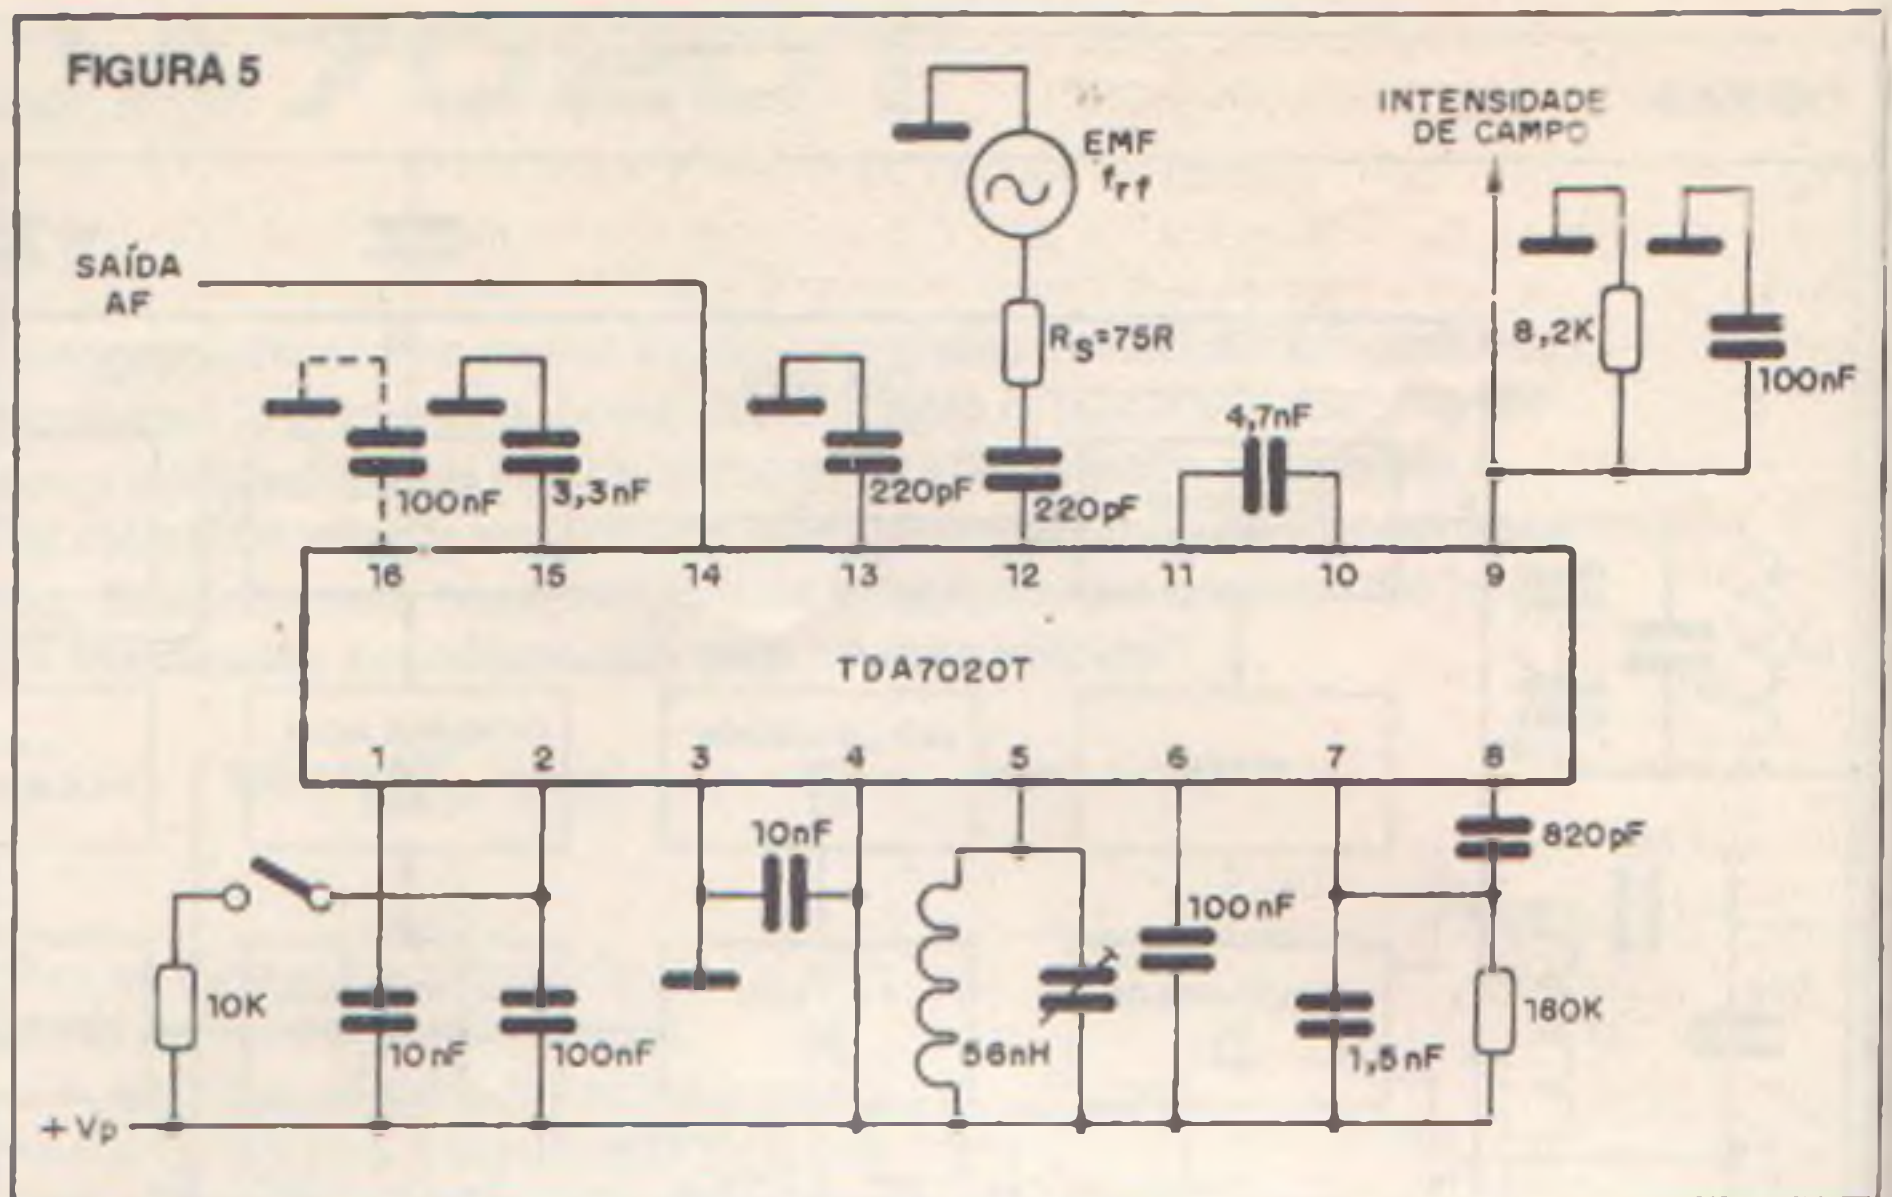 FIGURA 5
EMF
frf
INTENSIDADE
DE CAMPO
SAÍDA
AF
RS=75R
8,2K
100nF
4,7nF
100nF
3,3nF
220pF
220pF
16 15 14 13 12 11 10 9
TDA7020T
1 2 3 4 5 6 7 8
10nF
820pF
100nF
10K
10nF
100nF
56nH
1,5nF
180K
+Vp